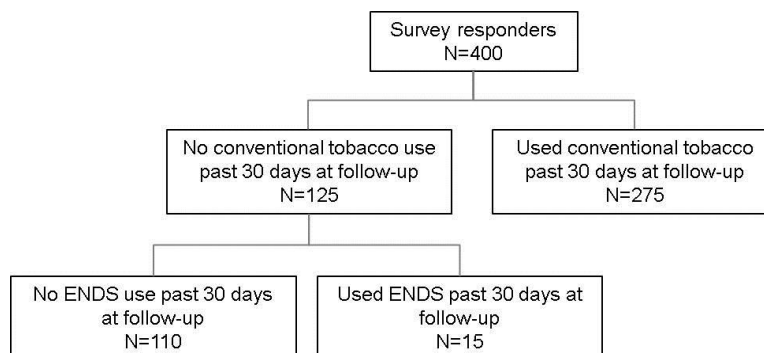 Survey responders
N=400
No conventional tobacco use
past 30 days at follow-up
N=125
Used conventional tobacco
past 30 days at follow-up
N=275
No ENDS use past 30 days
at follow-up
N=110
Used ENDS past 30 days at
follow-up
N=15